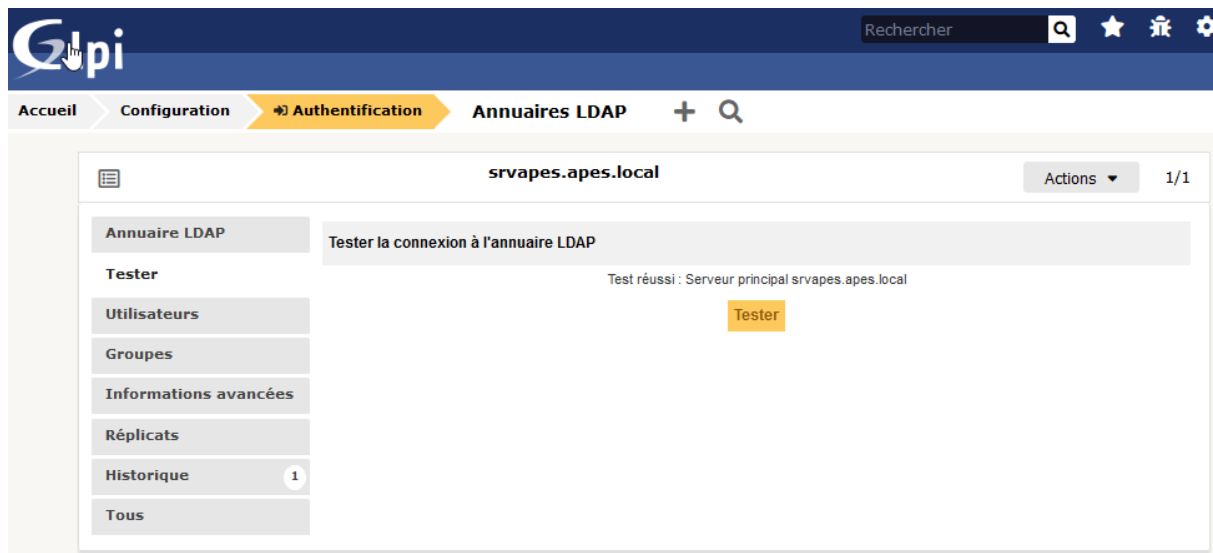 Glpi
Rechercher
Accueil Configuration Authentification Annuaires LDAP
srvapes.apes.local Actions 1/1
Annuaire LDAP
Tester
Utilisateurs
Groupes
Informations avancées
Réplicats
Historique 1
Tous
Tester la connexion à l'annuaire LDAP
Test réussi : Serveur principal srvapes.apes.local
Tester